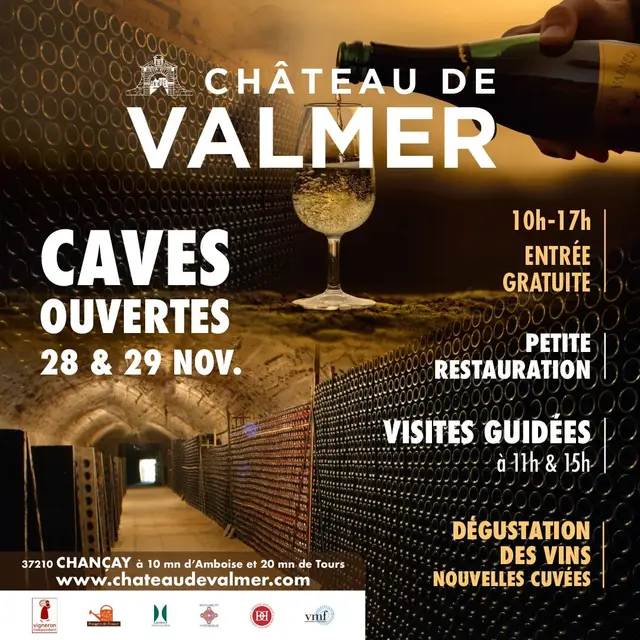 CHÂTEAU DE
VALMER
CAVES
OUVERTES
28 & 29 NOV.
10h-17h
ENTRÉE
GRATUITE
PETITE
RESTAURATION
VISITES GUIDÉES
à 11h & 15h
DÉGUSTATION
DES VINS
NOUVELLES CUVÉES
37210 CHANÇAY à 10 mn d'Amboise et 20 mn de Tours
www.chateaudevalmer.com
vigneron
indépendant
vmf